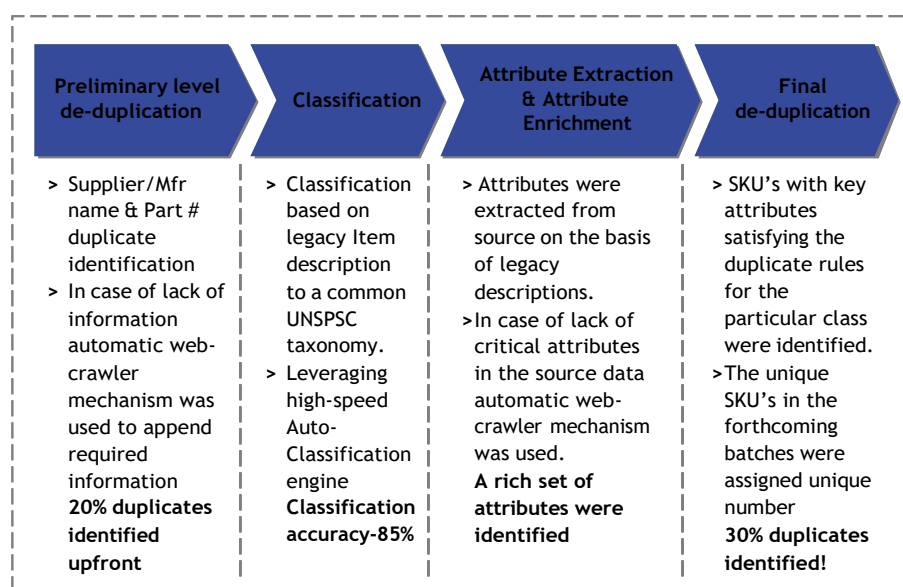 Preliminary level
de-duplication
Classification
Attribute Extraction
& Attribute
Enrichment
Final
de-duplication
> Supplier/Mfr
name & Part #
duplicate
identification
> In case of lack of
information
automatic web-
crawler
mechanism was
used to append
required
information
20% duplicates
identified
upfront
> Classification
based on
legacy Item
description
to a common
UNSPSC
taxonomy.
> Leveraging
high-speed
Auto-
Classification
engine
Classification
accuracy-85%
> Attributes were
extracted from
source on the basis
of legacy
descriptions.
>In case of lack of
critical attributes
in the source data
automatic web-
crawler mechanism
was used.
A rich set of
attributes were
identified
> SKU's with key
attributes
satisfying the
duplicate rules
for the
particular class
were identified.
>The unique
SKU's in the
forthcoming
batches were
assigned unique
number
30% duplicates
identified!